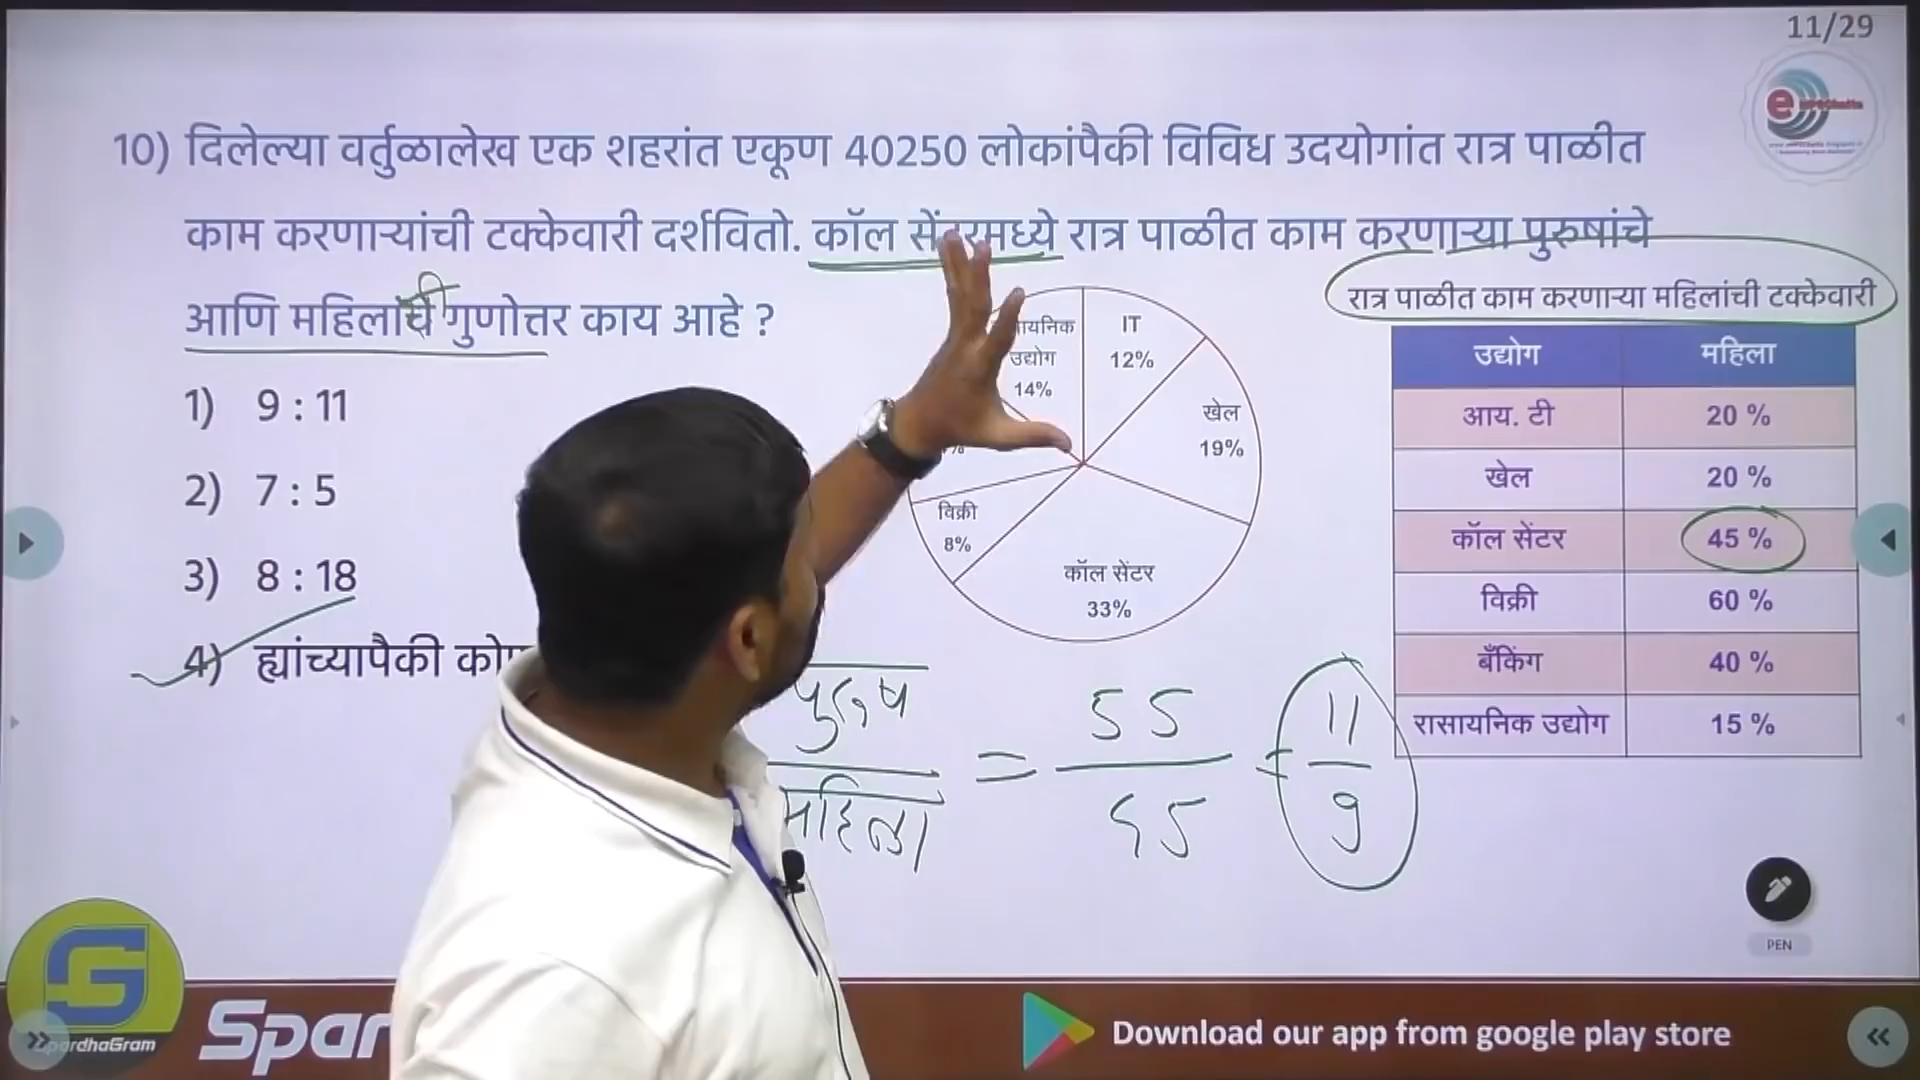 11/29
10) दिलेल्या वर्तुळालेख एक शहरांत एकूण 40250 लोकांपैकी विविध उदयोगांत रात्र पाळीत
काम करणाऱ्यांची टक्केवारी दर्शवितो. कॉल सेंटरमध्ये रात्र पाळीत काम करणाऱ्या पुरुषांचे
आणि महिलांचे गुणोत्तर काय आहे ?
1) 9 : 11
2) 7 : 5
3) 8 : 18
4) ह्यांच्यापैकी
उद्योग
14%
IT
12%
खेल
19%
विक्री
8%
कॉल सेंटर
33%
रात्र पाळीत काम करणाऱ्या महिलांची टक्केवारी
उद्योग महिला
आय. टी 20 %
खेल 20 %
कॉल सेंटर 45 %
विक्री 60 %
बँकिंग 40 %
रासायनिक उद्योग 15 %
पुरुष
महिला
=
55
45
=
11
9
PEN
SpardhaGram
Download our app from google play store